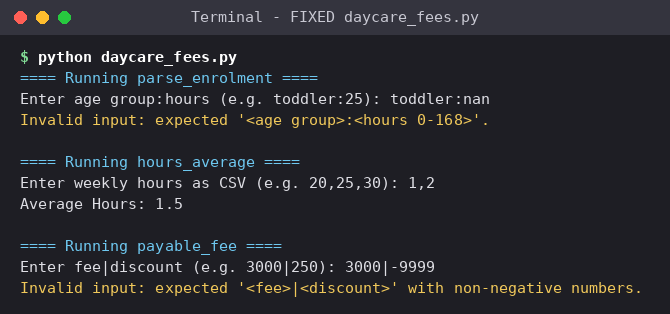 Terminal - FIXED daycare_fees.py
$ python daycare_fees.py
==== Running parse_enrolment ====
Enter age group:hours (e.g. toddler:25): toddler:nan
Invalid input: expected '<age group>:<hours 0-168>'.
==== Running hours_average ====
Enter weekly hours as CSV (e.g. 20,25,30): 1,2
Average Hours: 1.5
==== Running payable_fee ====
Enter fee|discount (e.g. 3000|250): 3000|-9999
Invalid input: expected '<fee>|<discount>' with non-negative numbers.